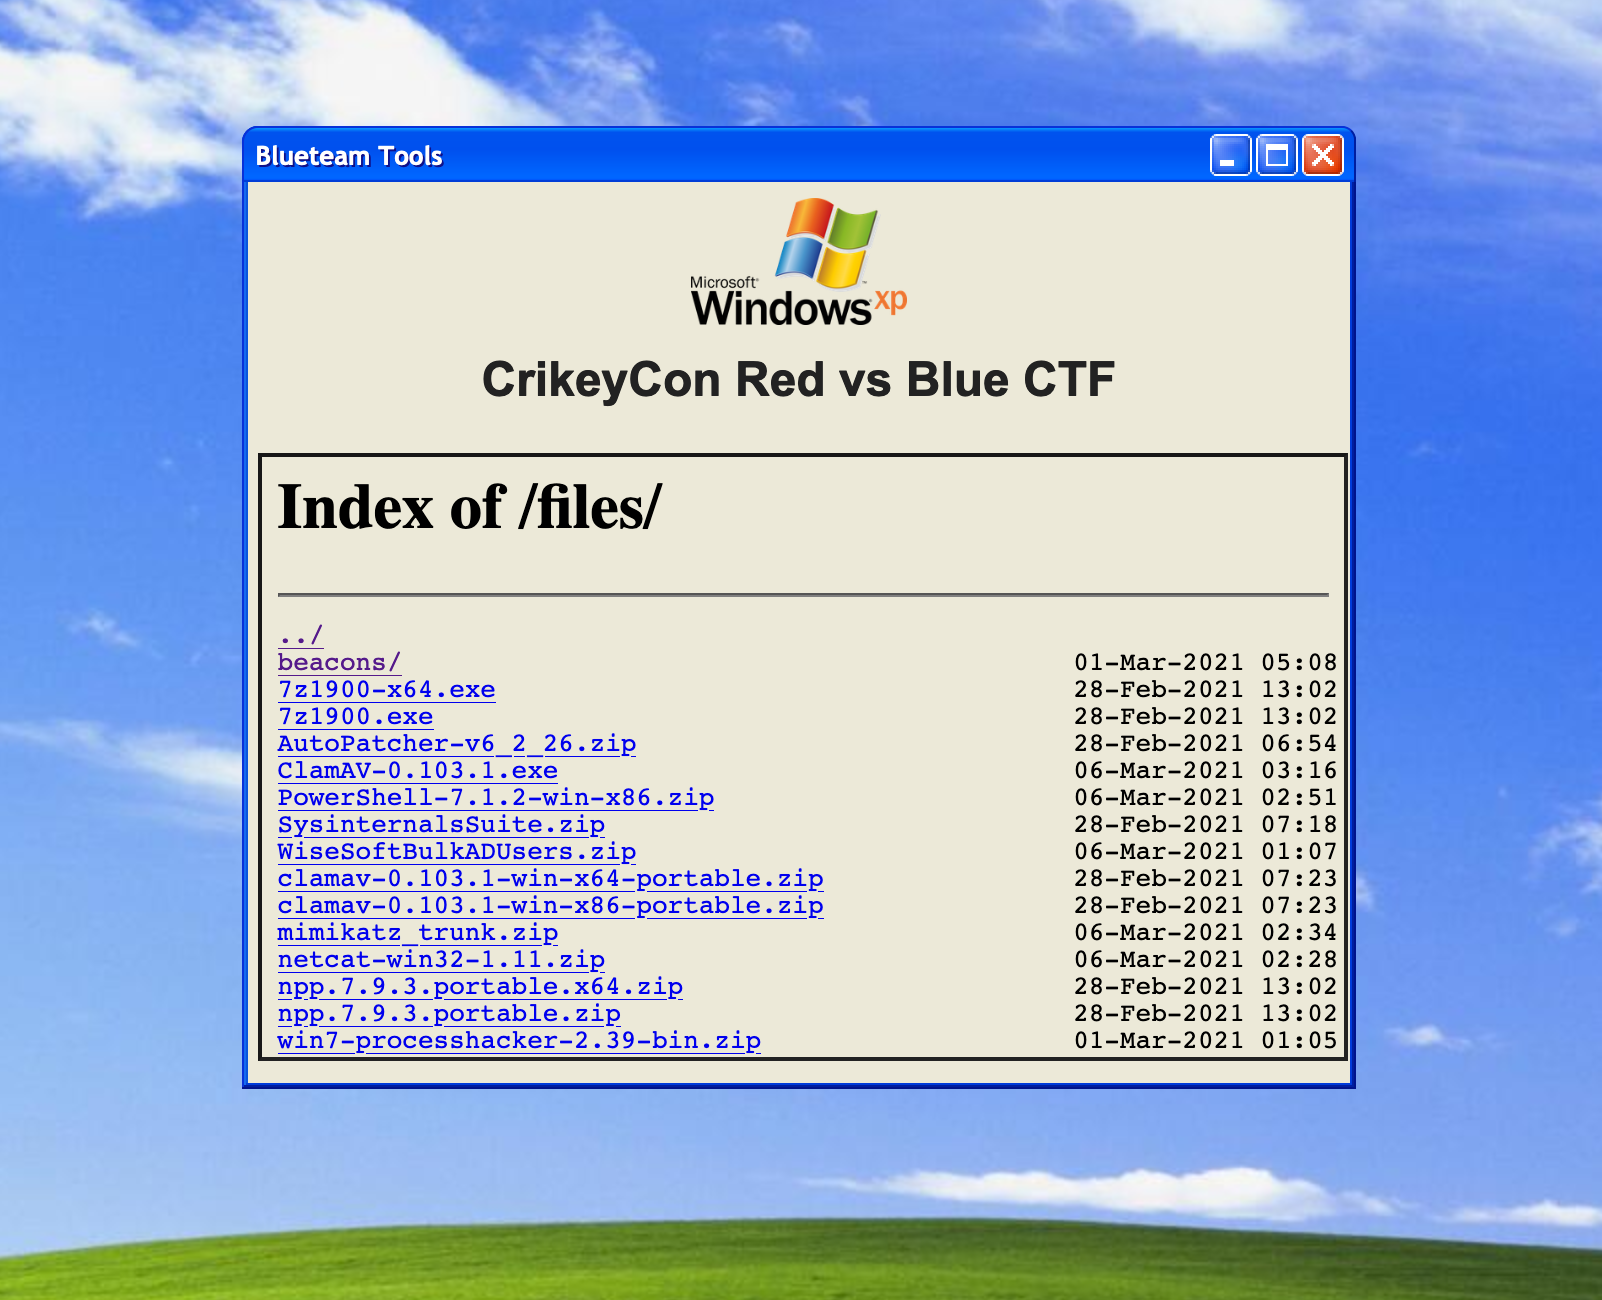 Blueteam Tools
Microsoft
Windows xp
CrikeyCon Red vs Blue CTF
Index of /files/
../
beacons/ 01-Mar-2021 05:08
7z1900-x64.exe 28-Feb-2021 13:02
7z1900.exe 28-Feb-2021 13:02
AutoPatcher-v6_2_26.zip 28-Feb-2021 06:54
ClamAV-0.103.1.exe 06-Mar-2021 03:16
PowerShell-7.1.2-win-x86.zip 06-Mar-2021 02:51
SysinternalsSuite.zip 28-Feb-2021 07:18
WiseSoftBulkADUsers.zip 06-Mar-2021 01:07
clamav-0.103.1-win-x64-portable.zip 28-Feb-2021 07:23
clamav-0.103.1-win-x86-portable.zip 28-Feb-2021 07:23
mimikatz_trunk.zip 06-Mar-2021 02:34
netcat-win32-1.11.zip 06-Mar-2021 02:28
npp.7.9.3.portable.x64.zip 28-Feb-2021 13:02
npp.7.9.3.portable.zip 28-Feb-2021 13:02
win7-processhacker-2.39-bin.zip 01-Mar-2021 01:05